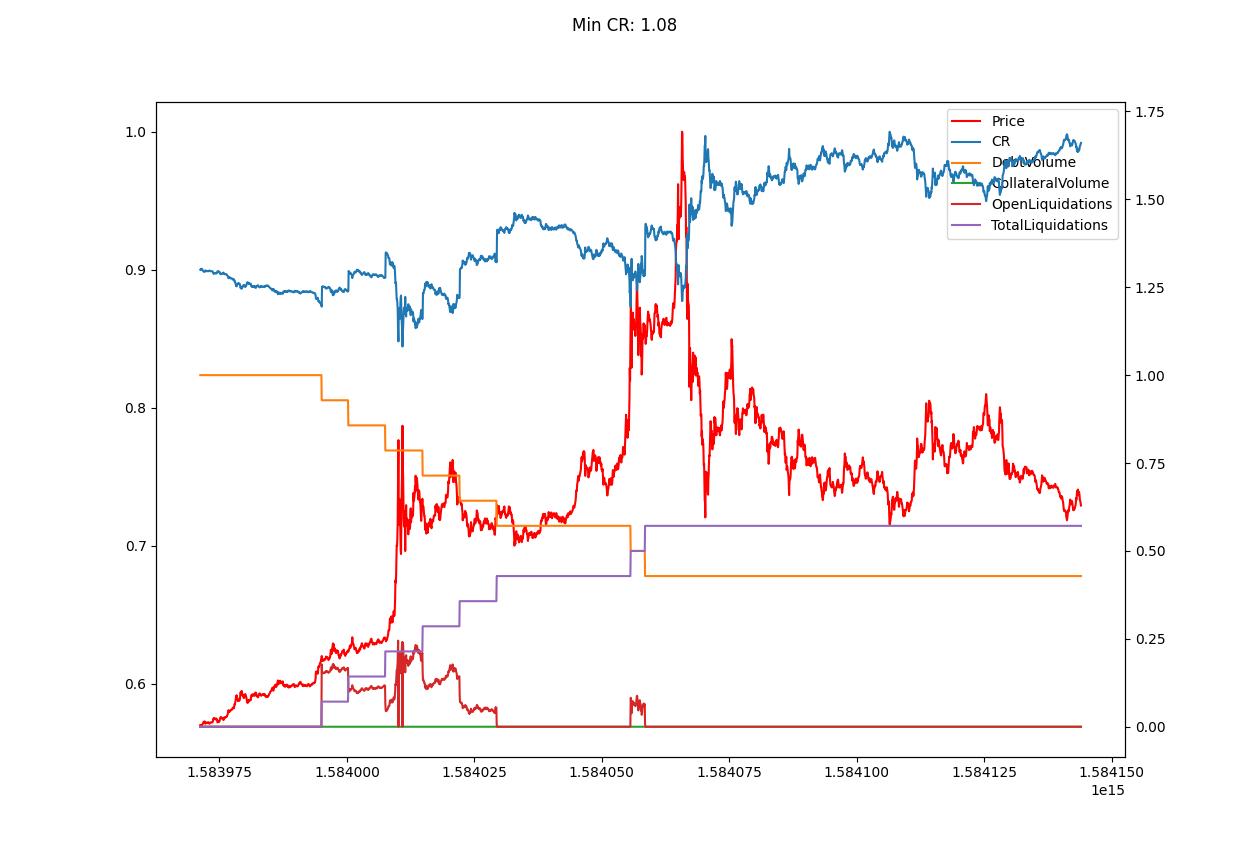 Min CR: 1.08
1.0
0.9
0.8
0.7
0.6
1.75
1.50
1.25
1.00
0.75
0.50
0.25
0.00
Price
CR
DebtVolume
CollateralVolume
OpenLiquidations
TotalLiquidations
1.583975 1.584000 1.584025 1.584050 1.584075 1.584100 1.584125 1.584150
1e15